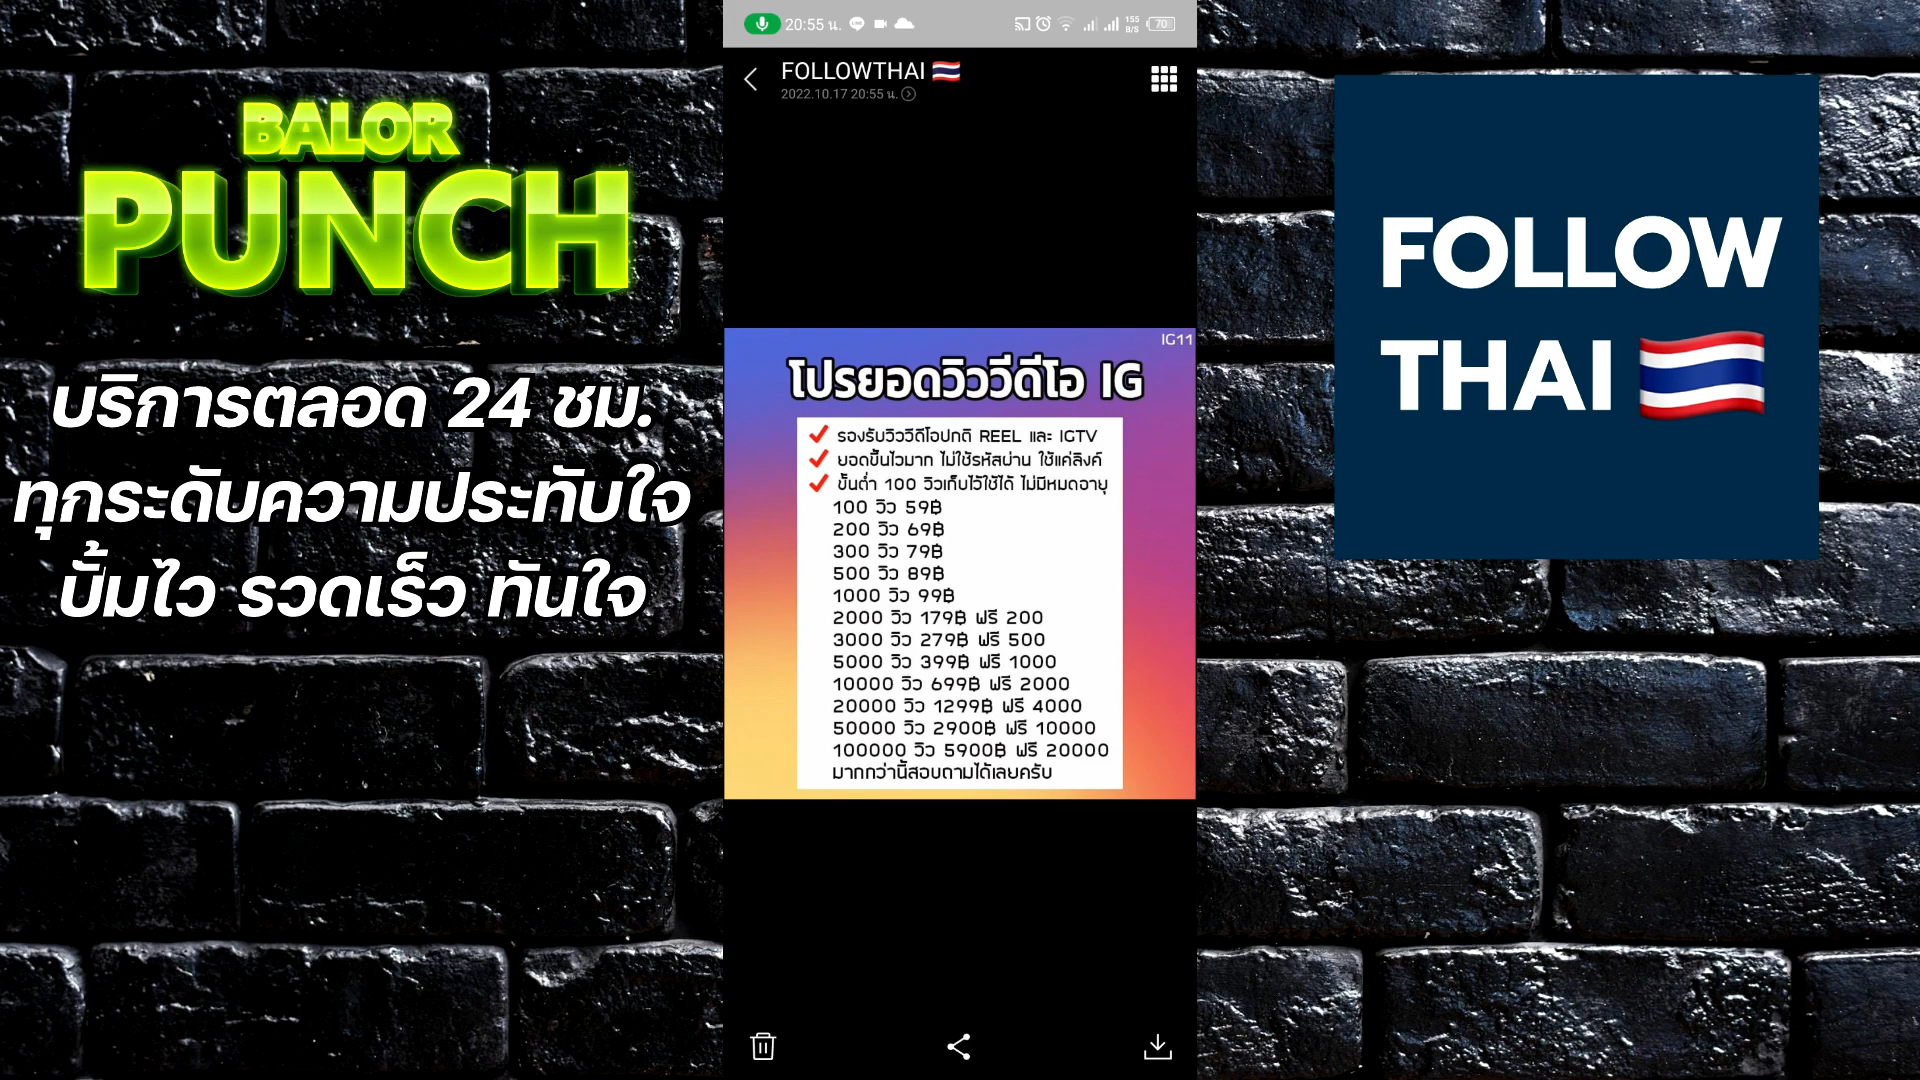 BALOR
PUNCH
บริการตลอด 24 ชม.
ทุกระดับความประทับใจ
ปั้มไว รวดเร็ว ทันใจ
20:55 น.
155
B/S
70
FOLLOWTHAI 🇹🇭
2022.10.17 20:55 น.
IG11
โปรยอดวิววีดีโอ IG
รองรับวิววีดีโอปกติ REEL และ IGTV
ยอดขึ้นไวมาก ไม่ใช้รหัสผ่าน ใช้แค่ลิงค์
ขั้นต่ำ 100 วิวเก็บไว้ใช้ได้ ไม่มีหมดอายุ
100 วิว 59฿
200 วิว 69฿
300 วิว 79฿
500 วิว 89฿
1000 วิว 99฿
2000 วิว 179฿ ฟรี 200
3000 วิว 279฿ ฟรี 500
5000 วิว 399฿ ฟรี 1000
10000 วิว 699฿ ฟรี 2000
20000 วิว 1299฿ ฟรี 4000
50000 วิว 2900฿ ฟรี 10000
100000 วิว 5900฿ ฟรี 20000
มากกว่านี้สอบถามได้เลยครับ
FOLLOW
THAI 🇹🇭